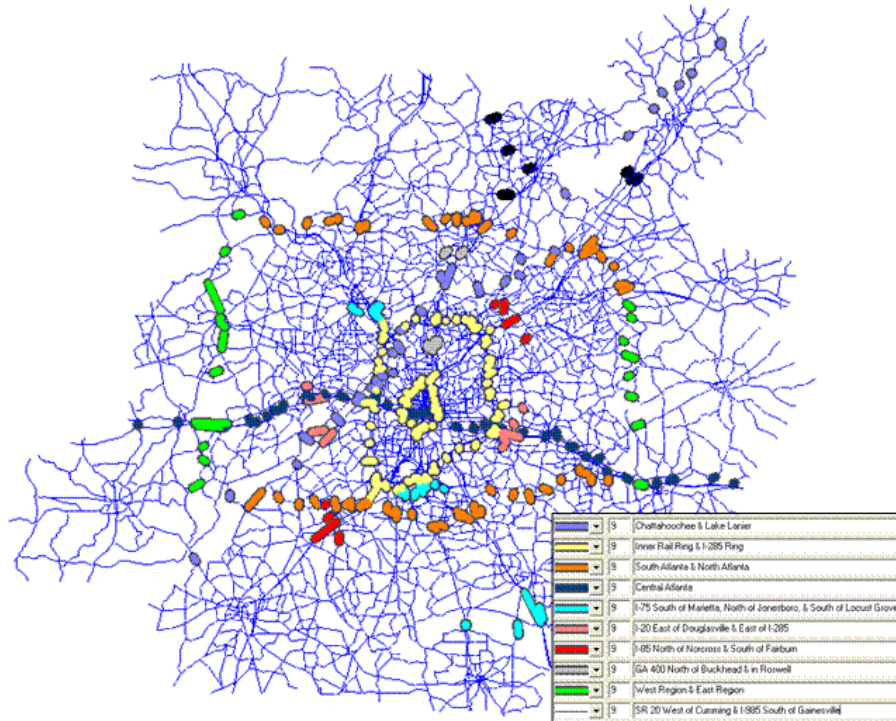 9 Chattahoochee & Lake Lanier
9 Inner Rail Ring & I-285 Ring
9 South Atlanta & North Atlanta
9 Central Atlanta
9 I-75 South of Marietta, North of Jonesboro, & South of Locust Grove
9 I-20 East of Douglasville & East of I-285
9 I-85 North of Norcross & South of Fairburn
9 GA 400 North of Buckhead & in Roswell
9 West Region & East Region
9 SR 20 West of Cumming & I-985 South of Gainesville